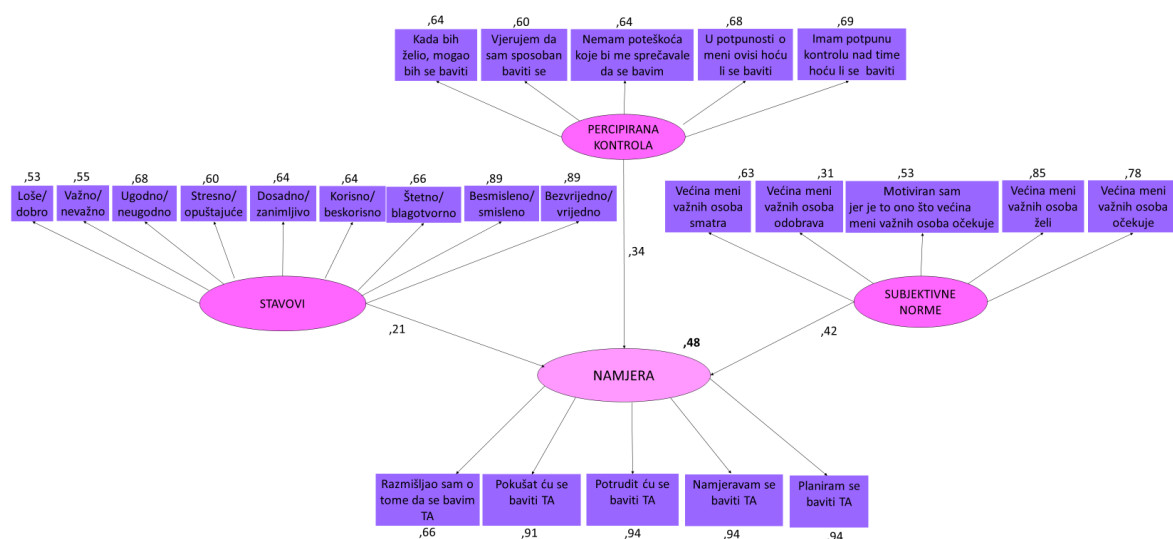 ,64
,60
,64
,68
,69
Kada bih
želio, mogao
bih se baviti
Vjerujem da
sam sposoban
baviti se
Nemam poteškoća
koje bi me sprečavale
da se bavim
U potpunosti o
meni ovisi hoću
li se baviti
Imam potpunu
kontrolu nad time
hoću li se baviti
PERCIPIRANA
KONTROLA
,53
,55
,68
,60
,64
,64
,66
,89
,89
Loše/
dobro
Važno/
nevažno
Ugodno/
neugodno
Stresno/
opuštajuće
Dosadno/
zanimljivo
Korisno/
beskorisno
Štetno/
blagotvorno
Besmisleno/
smisleno
Bezvrijedno/
vrijedno
,63
,31
,53
,85
,78
Većina meni
važnih osoba
smatra
Većina meni
važnih osoba
odobrava
Motiviran sam
jer je to ono što većina
meni važnih osoba očekuje
Većina meni
važnih osoba
želi
Većina meni
važnih osoba
očekuje
STAVOVI
SUBJEKTIVNE
NORME
,34
,21
,42
,48
NAMJERA
Razmišljao sam o
tome da se bavim
TA
Pokušat ću se
baviti TA
Potrudit ću se
baviti TA
Namjeravam se
baviti TA
Planiram se
baviti TA
,66
,91
,94
,94
,94